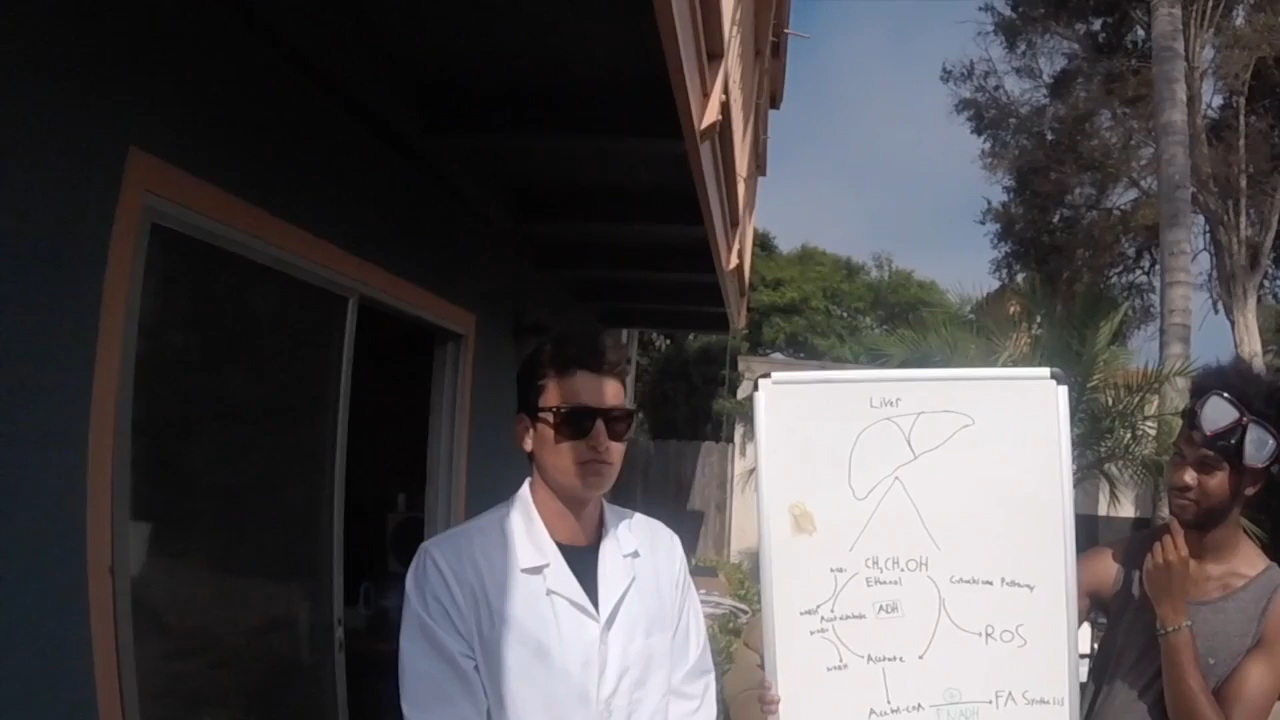 Liver
CH3CH2OH
Ethanol
Cytochrome Pathway
ADH
Acetaldehyde
ROS
Acetate
Acetyl-CoA
FA Synthesis
↑ NADH